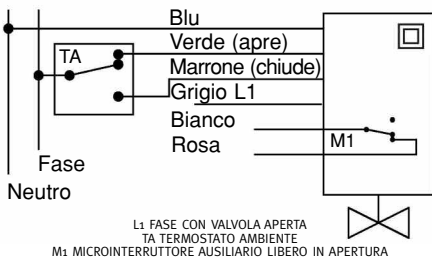 Blu
Verde (apre)
TA
Marrone (chiude)
Grigio L1
Bianco
M1
Rosa
Fase
Neutro
L1 FASE CON VALVOLA APERTA
TA TERMOSTATO AMBIENTE
M1 MICROINTERRUTTORE AUSILIARIO LIBERO IN APERTURA